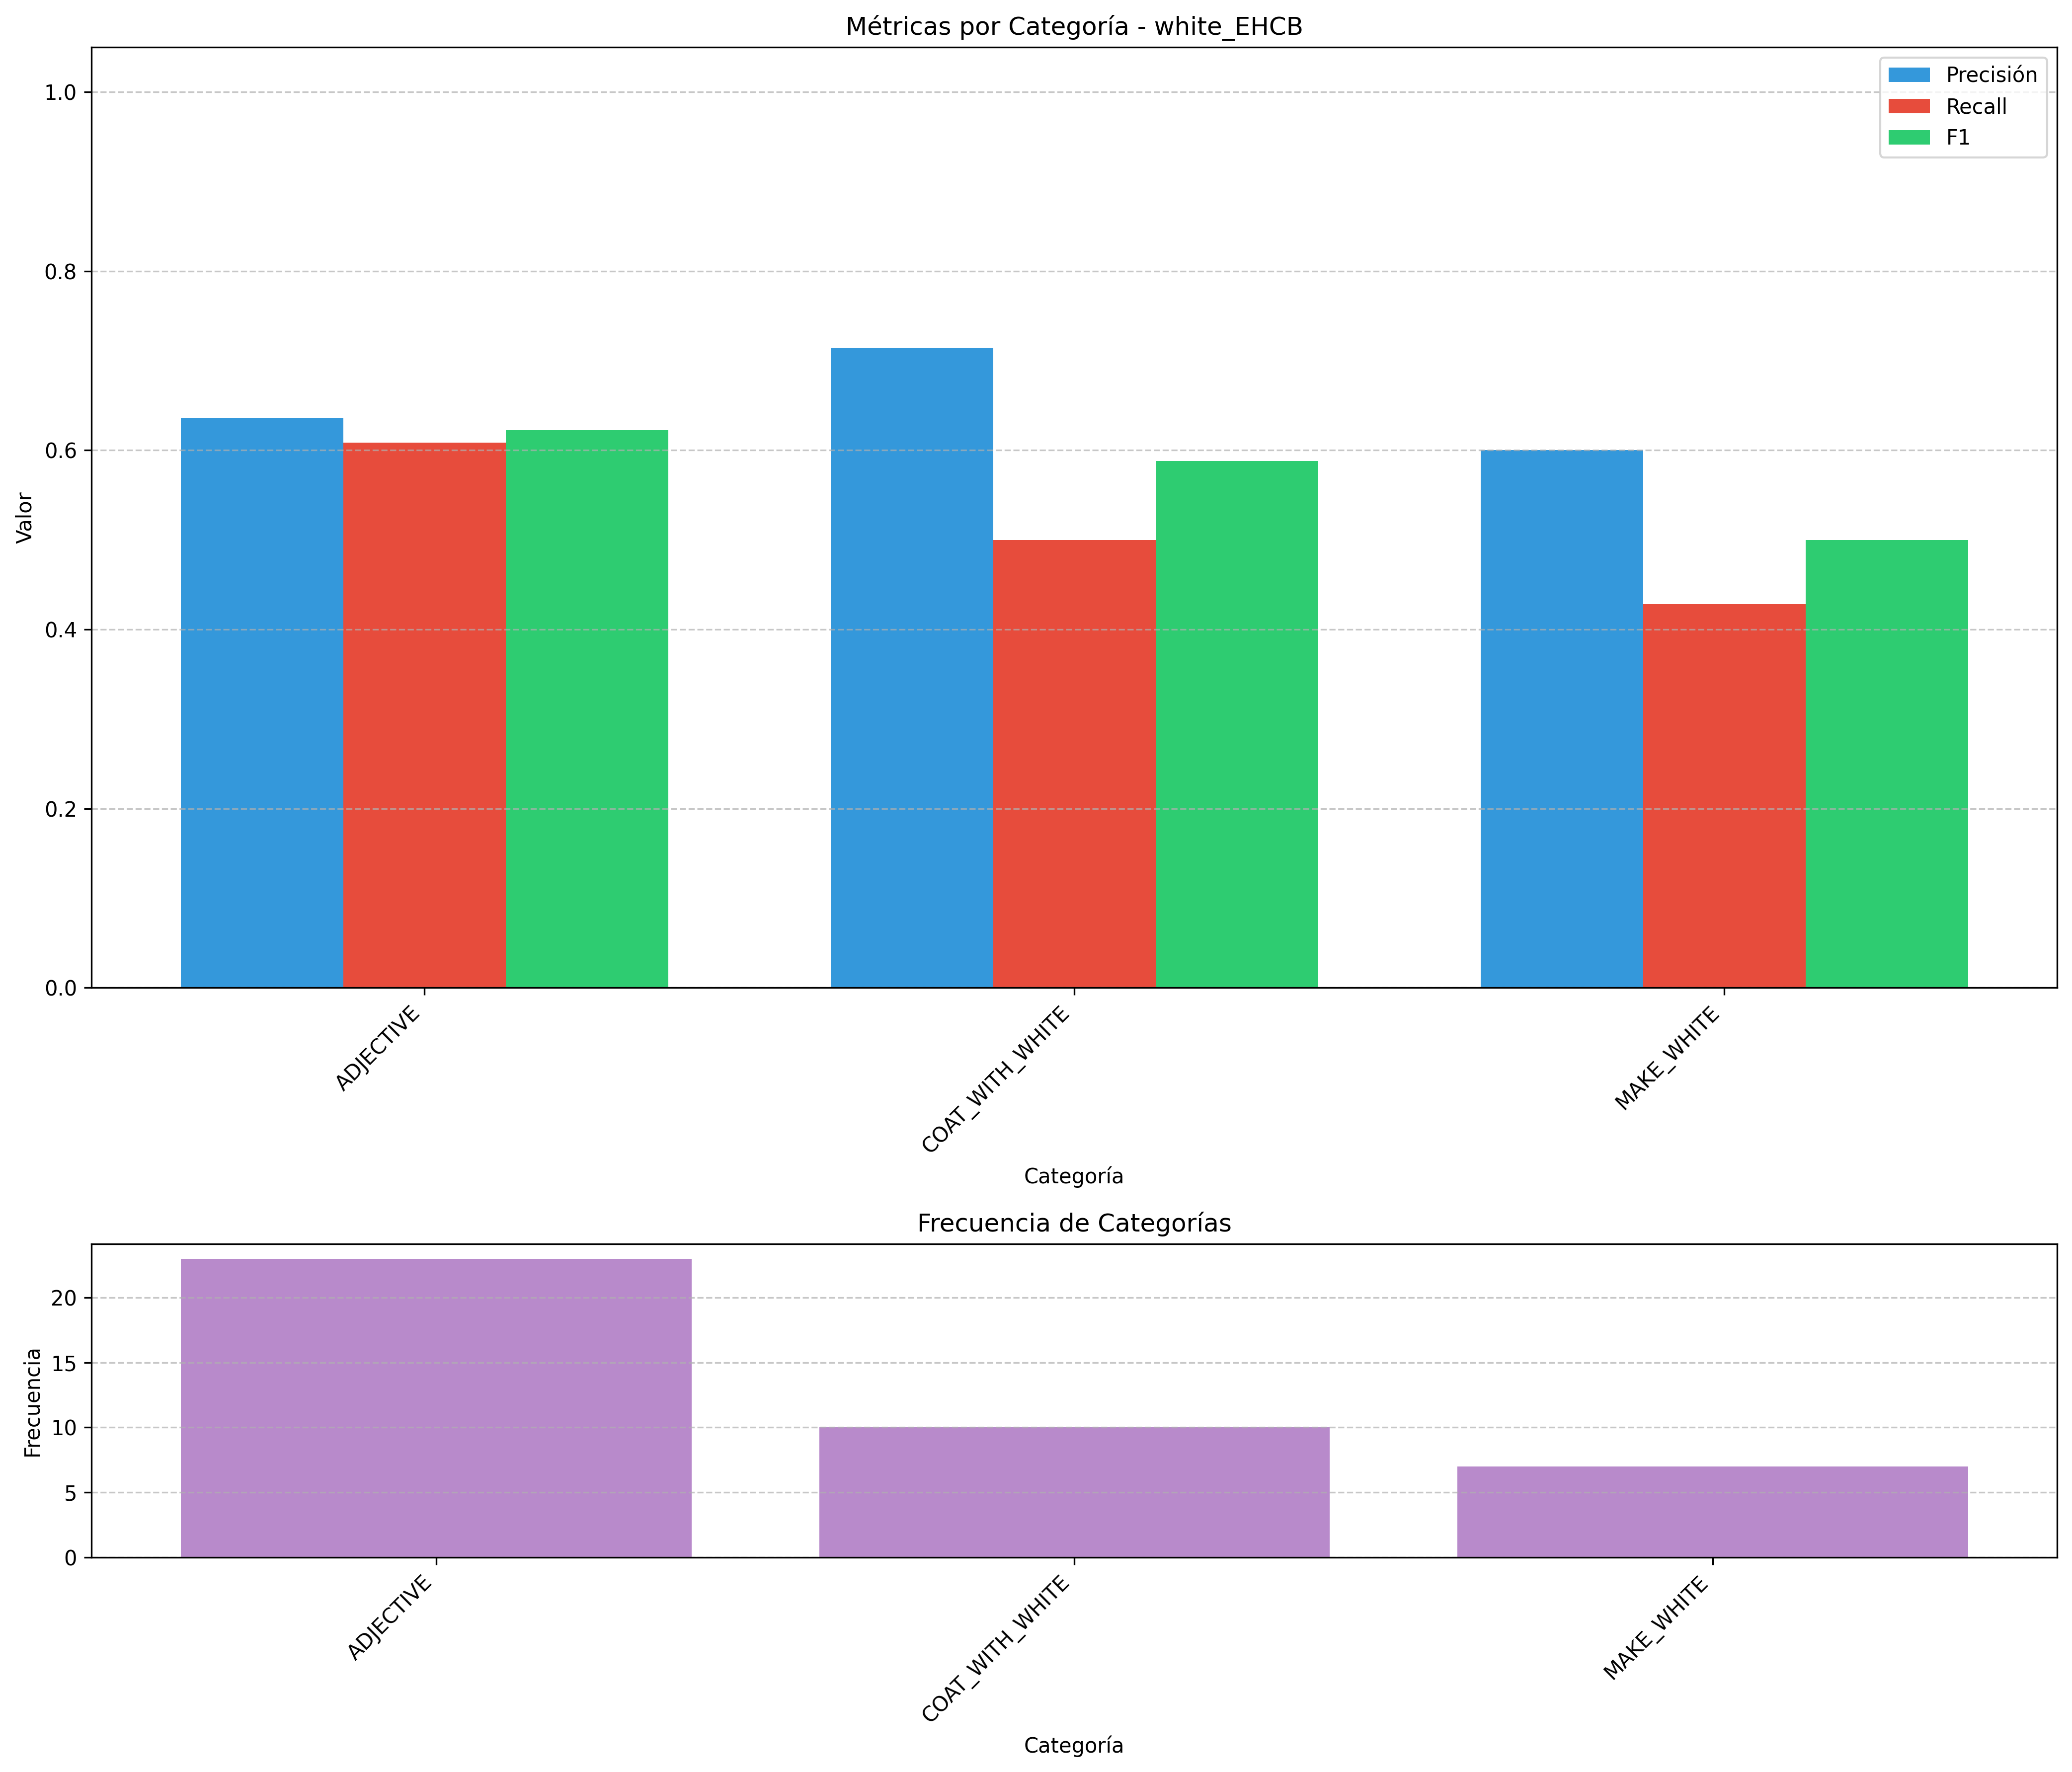 Métricas por Categoría - white_EHCB
Precisión
Recall
F1
Valor
1.0
0.8
0.6
0.4
0.2
0.0
ADJECTIVE
COAT_WITH_WHITE
MAKE_WHITE
Categoría
Frecuencia de Categorías
Frecuencia
20
15
10
5
0
ADJECTIVE
COAT_WITH_WHITE
MAKE_WHITE
Categoría